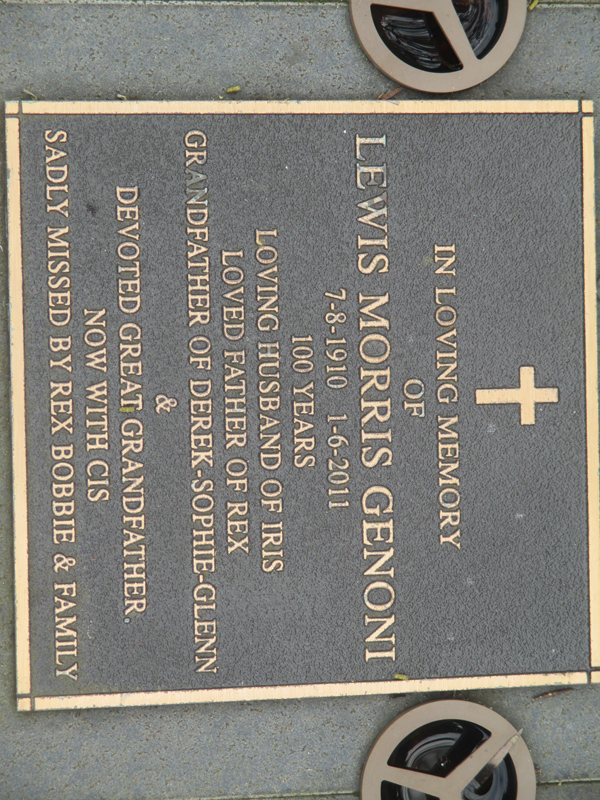 IN LOVING MEMORY
OF
LEWIS MORRIS GENONI
7-8-1910 1-6-2011
100 YEARS
LOVING HUSBAND OF IRIS
LOVED FATHER OF REX
GRANDFATHER OF DEREK-SOPHIE-GLENN
&
DEVOTED GREAT GRANDFATHER.
NOW WITH CIS
SADLY MISSED BY REX BOBBIE & FAMILY